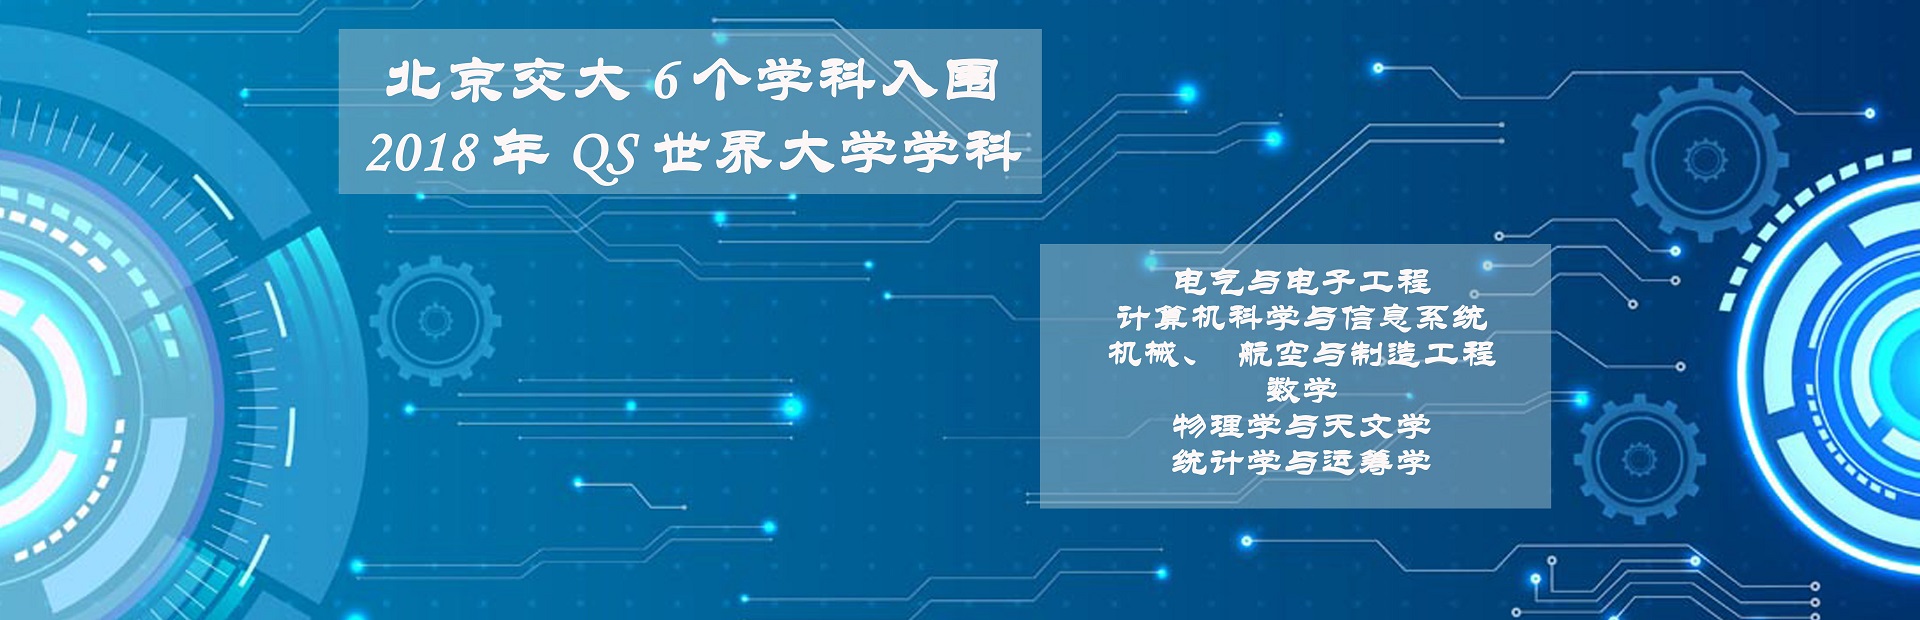 北京交大 6 个学科入围
2018 年 QS 世界大学学科
电气与电子工程
计算机科学与信息系统
机械、 航空与制造工程
数学
物理学与天文学
统计学与运筹学